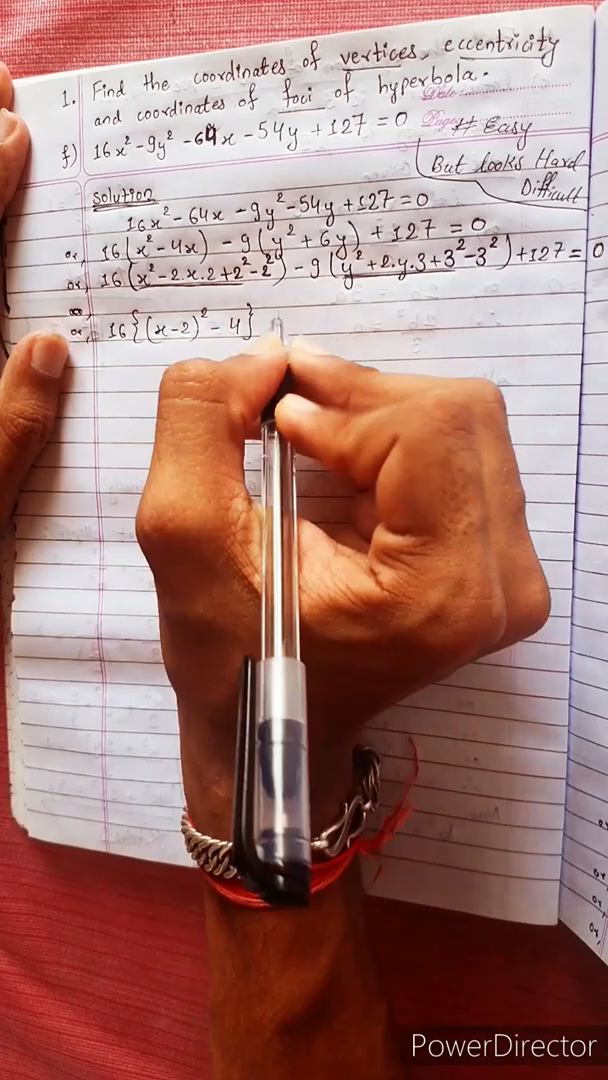 1. Find the coordinates of vertices, eccentricity
and coordinates of foci of hyperbola.
Date:
f) 16x² - 9y² - 64x - 54y + 127 = 0
Page:
# Easy
But looks Hard
Difficult
Solution
16x² - 64x - 9y² - 54y + 127 = 0
or, 16(x² - 4x) - 9(y² + 6y) + 127 = 0
or, 16(x² - 2.x.2 + 2² - 2²) - 9(y² + 2.y.3 + 3² - 3²) + 127 = 0
or, 16{(x-2)² - 4}
or,
or,
or,
PowerDirector